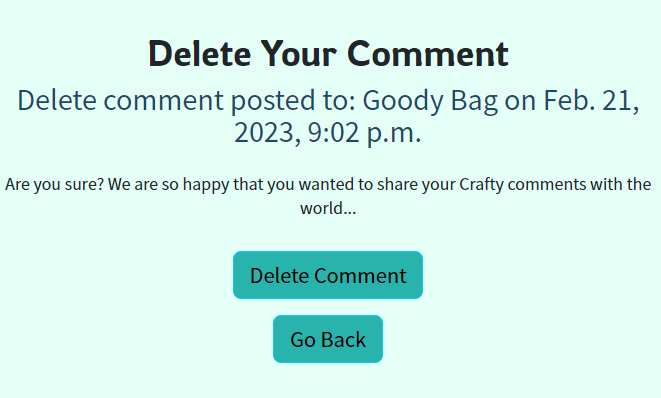 Delete Your Comment
Delete comment posted to: Goody Bag on Feb. 21,
2023, 9:02 p.m.
Are you sure? We are so happy that you wanted to share your Crafty comments with the
world...
Delete Comment
Go Back